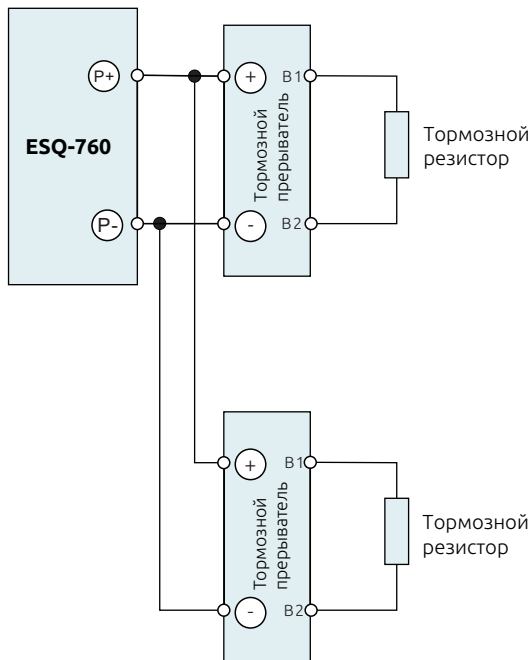 P+
ESQ-760
P-
+
Тормозной
прерыватель
-
B1
B2
Тормозной
резистор
+
Тормозной
прерыватель
-
B1
B2
Тормозной
резистор